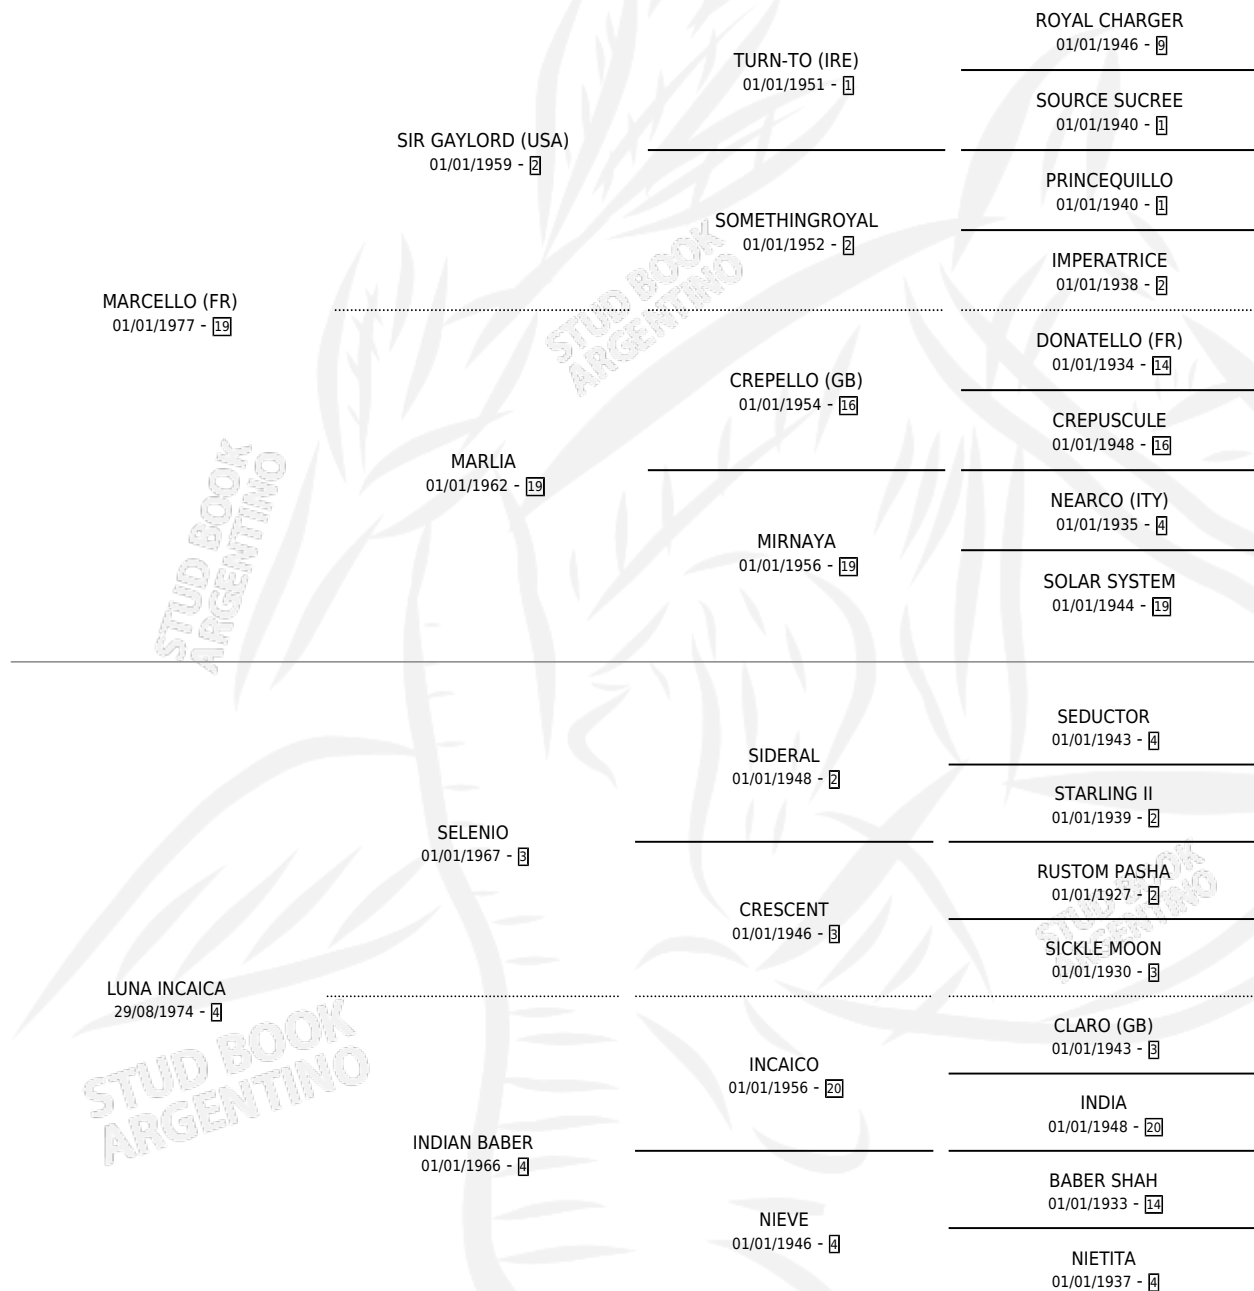 ROYAL CHARGER
01/01/1946 - 9
TURN-TO (IRE)
01/01/1951 - 1
SOURCE SUCREE
01/01/1940 - 1
SIR GAYLORD (USA)
01/01/1959 - 2
PRINCEQUILLO
01/01/1940 - 1
SOMETHINGROYAL
01/01/1952 - 2
IMPERATRICE
01/01/1938 - 2
MARCELLO (FR)
01/01/1977 - 19
STUD BOOK
ARGENTINO
DONATELLO (FR)
01/01/1934 - 14
CREPELLO (GB)
01/01/1954 - 16
CREPUSCULE
01/01/1948 - 16
MARLIA
01/01/1962 - 19
NEARCO (ITY)
01/01/1935 - 4
MIRNAYA
01/01/1956 - 19
SOLAR SYSTEM
01/01/1944 - 19
STUD BOOK
ARGENTINO
SEDUCTOR
01/01/1943 - 4
SIDERAL
01/01/1948 - 2
STARLING II
01/01/1939 - 2
SELENIO
01/01/1967 - 3
RUSTOM PASHA
01/01/1927 - 2
CRESCENT
01/01/1946 - 3
SICKLE MOON
01/01/1930 - 3
STUD BOOK
ARGENTINO
LUNA INCAICA
29/08/1974 - 4
CLARO (GB)
01/01/1943 - 3
INCAICO
01/01/1956 - 20
INDIA
01/01/1948 - 20
STUD BOOK
ARGENTINO
INDIAN BABER
01/01/1966 - 4
BABER SHAH
01/01/1933 - 14
NIEVE
01/01/1946 - 4
NIETITA
01/01/1937 - 4